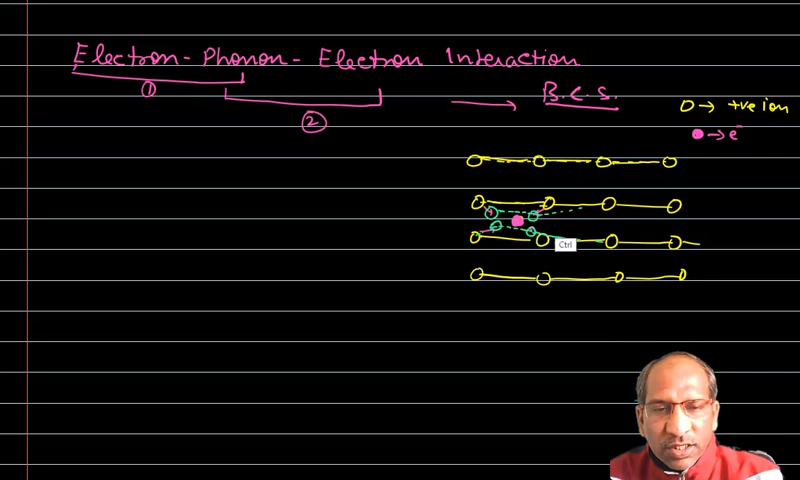 Electron - Phonon - Electron Interaction
① ② → B.C.S.
O → +ve ion
● → e⁻
Ctrl